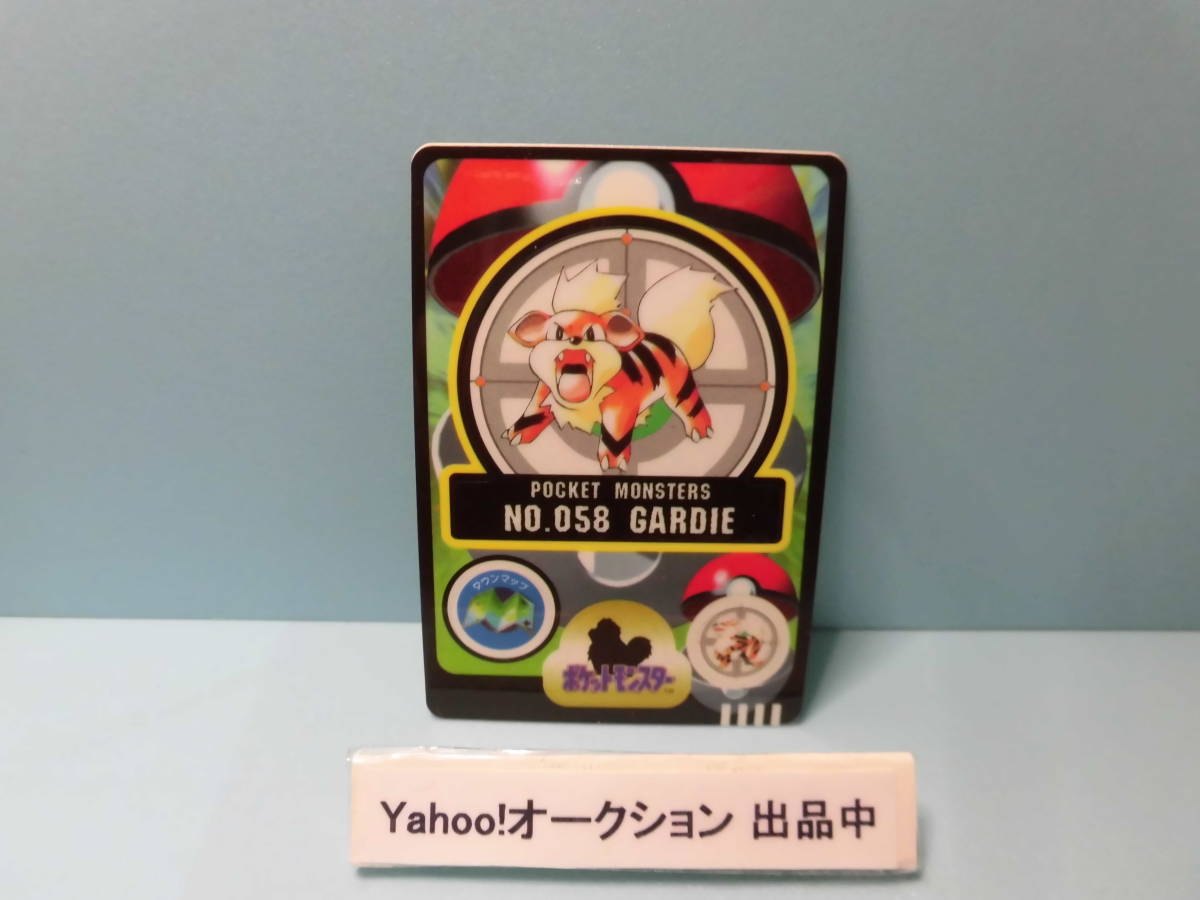 POCKET MONSTERS
NO.058 GARDIE
タウンマップ
ポケットモンスター
TM
Yahoo!オークション 出品中